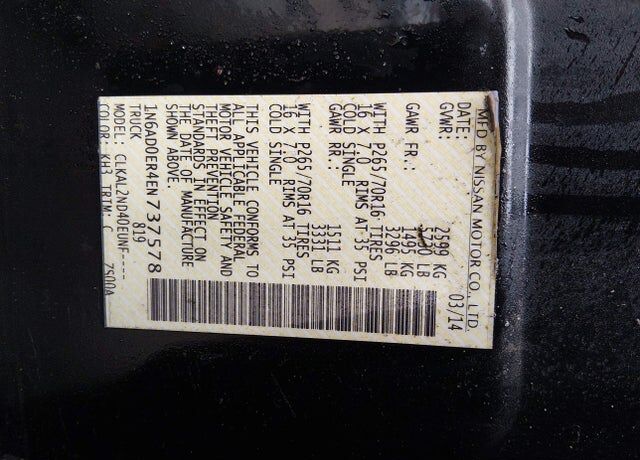 MFD BY NISSAN MOTOR CO., LTD.
DATE: 03/14
GVWR: 2599 KG
LB
GAWR FR.: 1495 KG
3296 LB
WITH P265/70R16 TIRES
16 X 7.0 RIMS AT 35 PSI
COLD SINGLE
GAWR RR.: 1511 KG
3331 LB
WITH P265/70R16 TIRES
16 X 7.0 RIMS AT 35 PSI
COLD SINGLE
THIS VEHICLE CONFORMS TO
ALL APPLICABLE FEDERAL
MOTOR VEHICLE SAFETY AND
THEFT PREVENTION
STANDARDS IN EFFECT ON
THE DATE OF MANUFACTURE
SHOWN ABOVE.
1N6AD0ER4EN737578
TRUCK 819
MODEL: CLKAL2ND40EUNF----
COLOR: KH3 TRIM: C 7500A